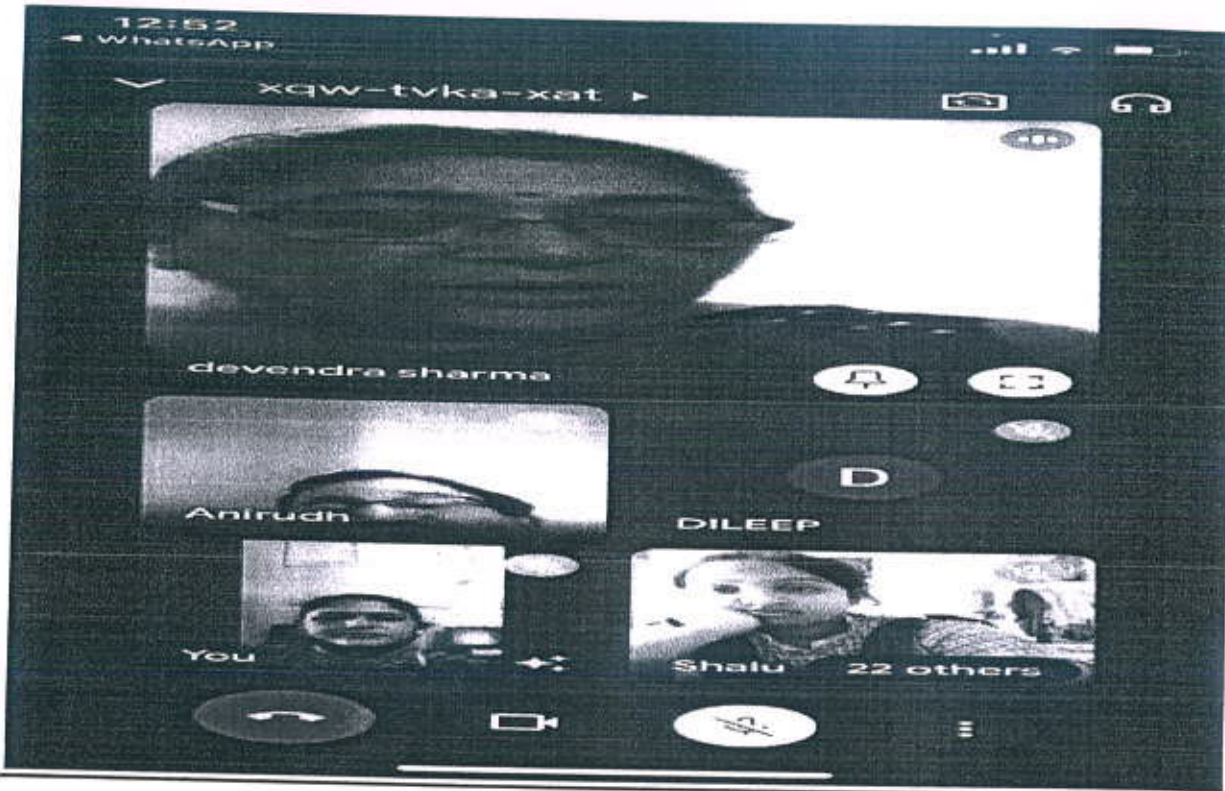 12:52
◄ WhatsApp
xqw-tvka-xat ▸
devendra sharma
D
Anirudh
DILEEP
You
Shalu 22 others